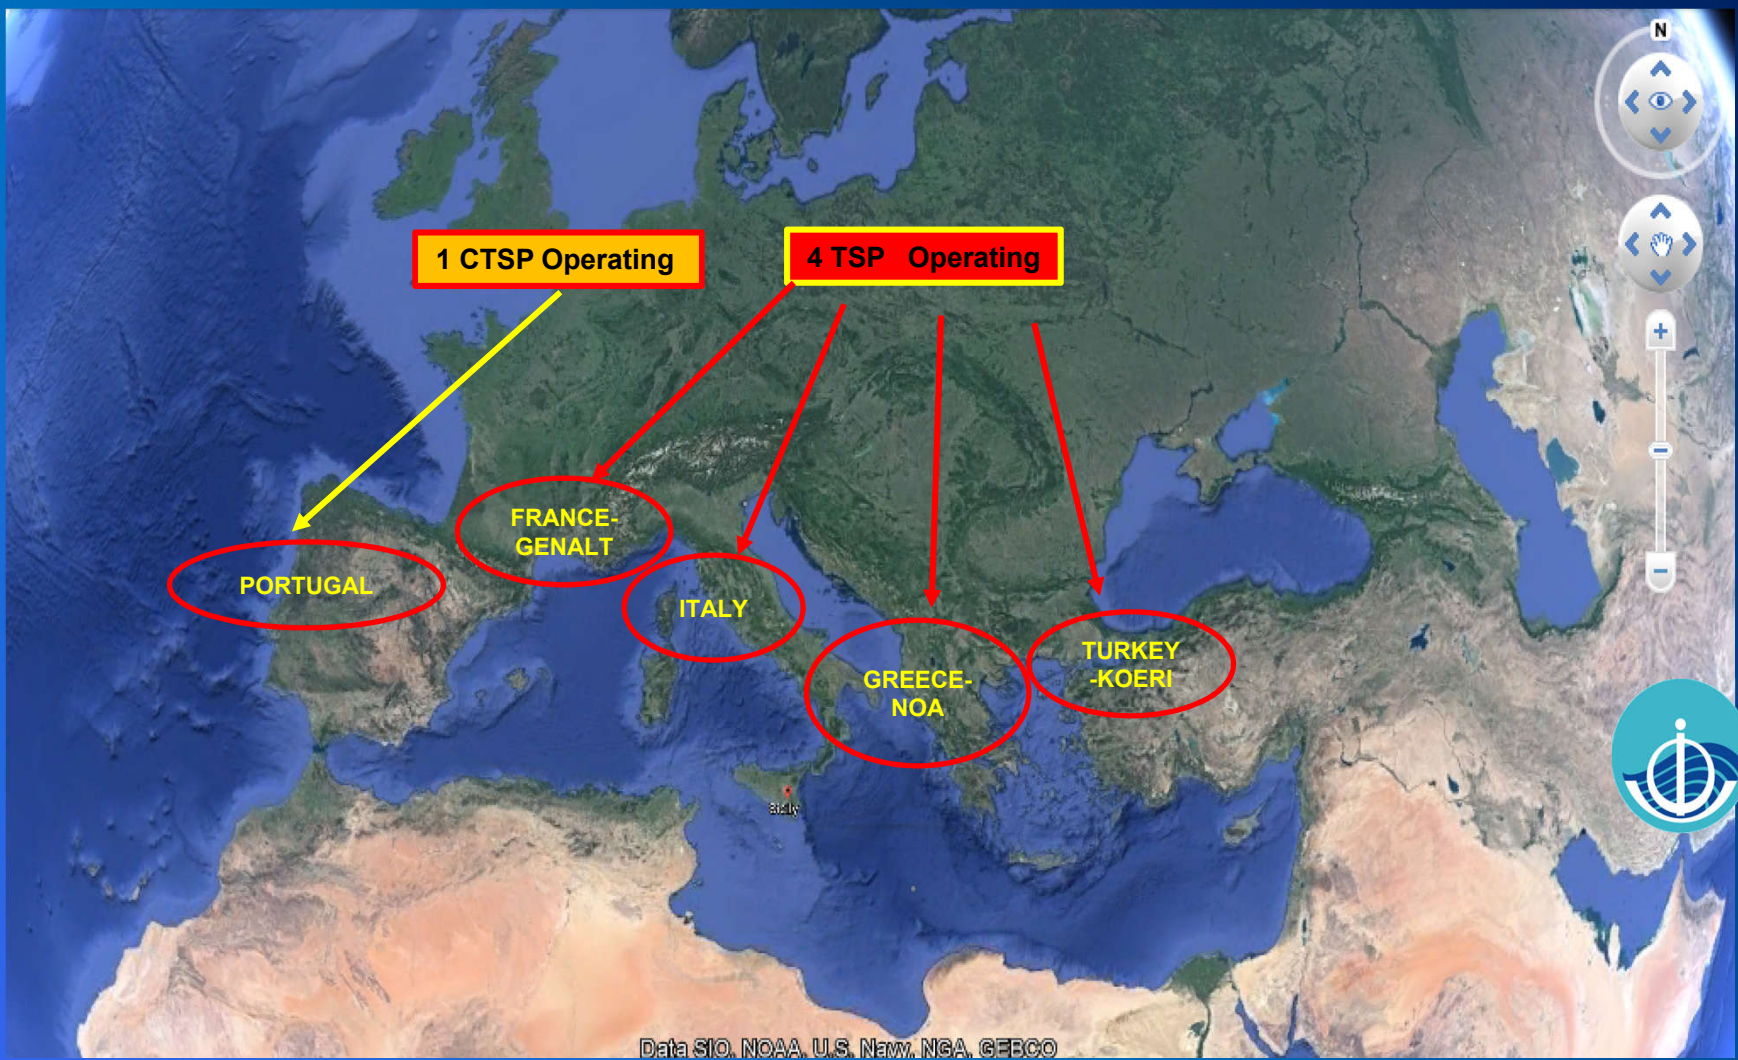 N
1 CTSP Operating
4 TSP Operating
FRANCE-
GENALT
PORTUGAL
ITALY
TURKEY
-KOERI
GREECE-
NOA
Sicily
Data SIO, NOAA, U.S. Navy, NGA, GEBCO